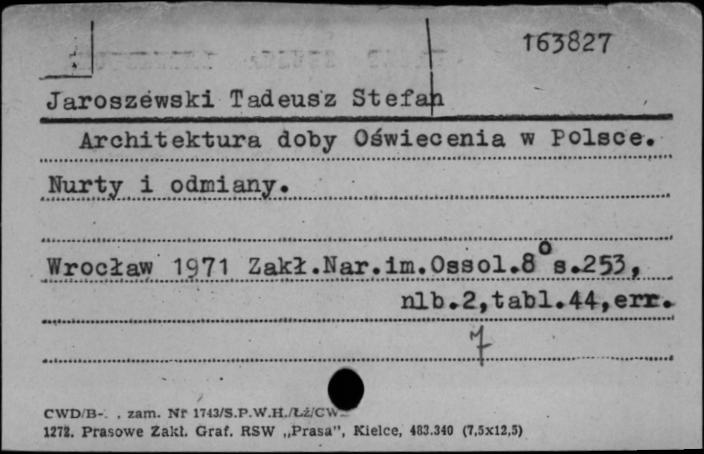 163827
Jaroszewski Tadeusz Stefan
Architektura doby Oświecenia w Polsce.
Nurty i odmiany.
Wrocław 1971 Zakł.Nar.im.Ossol.8° s.253,
nlb.2,tabl.44,err.
7
CWD/B-. , zam. Nr 1743/S.P.W.H./Łź/CW
1272. Prasowe Zakł. Graf. RSW „Prasa”, Kielce, 483.340 (7,5x12,5)